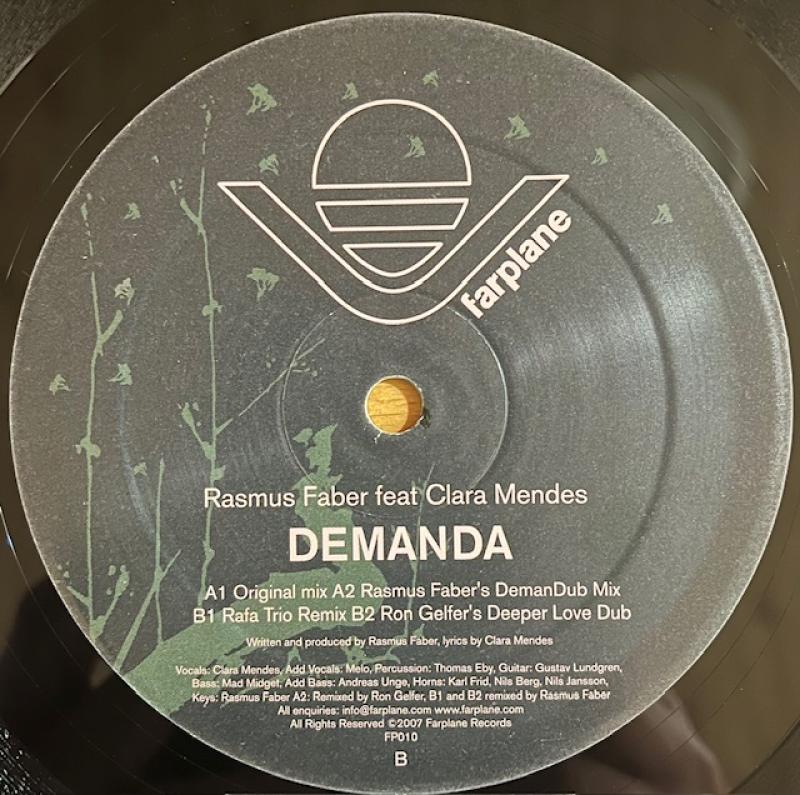 farplane
Rasmus Faber feat Clara Mendes
DEMANDA
A1 Original mix A2 Rasmus Faber's DemanDub Mix
B1 Rafa Trio Remix B2 Ron Gelfer's Deeper Love Dub
Written and produced by Rasmus Faber, lyrics by Clara Mendes
Vocals: Clara Mendes, Add Vocals: Melo, Percussion: Thomas Eby, Guitar: Gustav Lundgren,
Bass: Mad Midget, Add Bass: Andreas Unge, Horns: Karl Frid, Nils Berg, Nils Jansson,
Keys: Rasmus Faber A2: Remixed by Ron Gelfer, B1 and B2 remixed by Rasmus Faber
All enquiries: info@farplane.com www.farplane.com
All Rights Reserved ©2007 Farplane Records
FP010
B